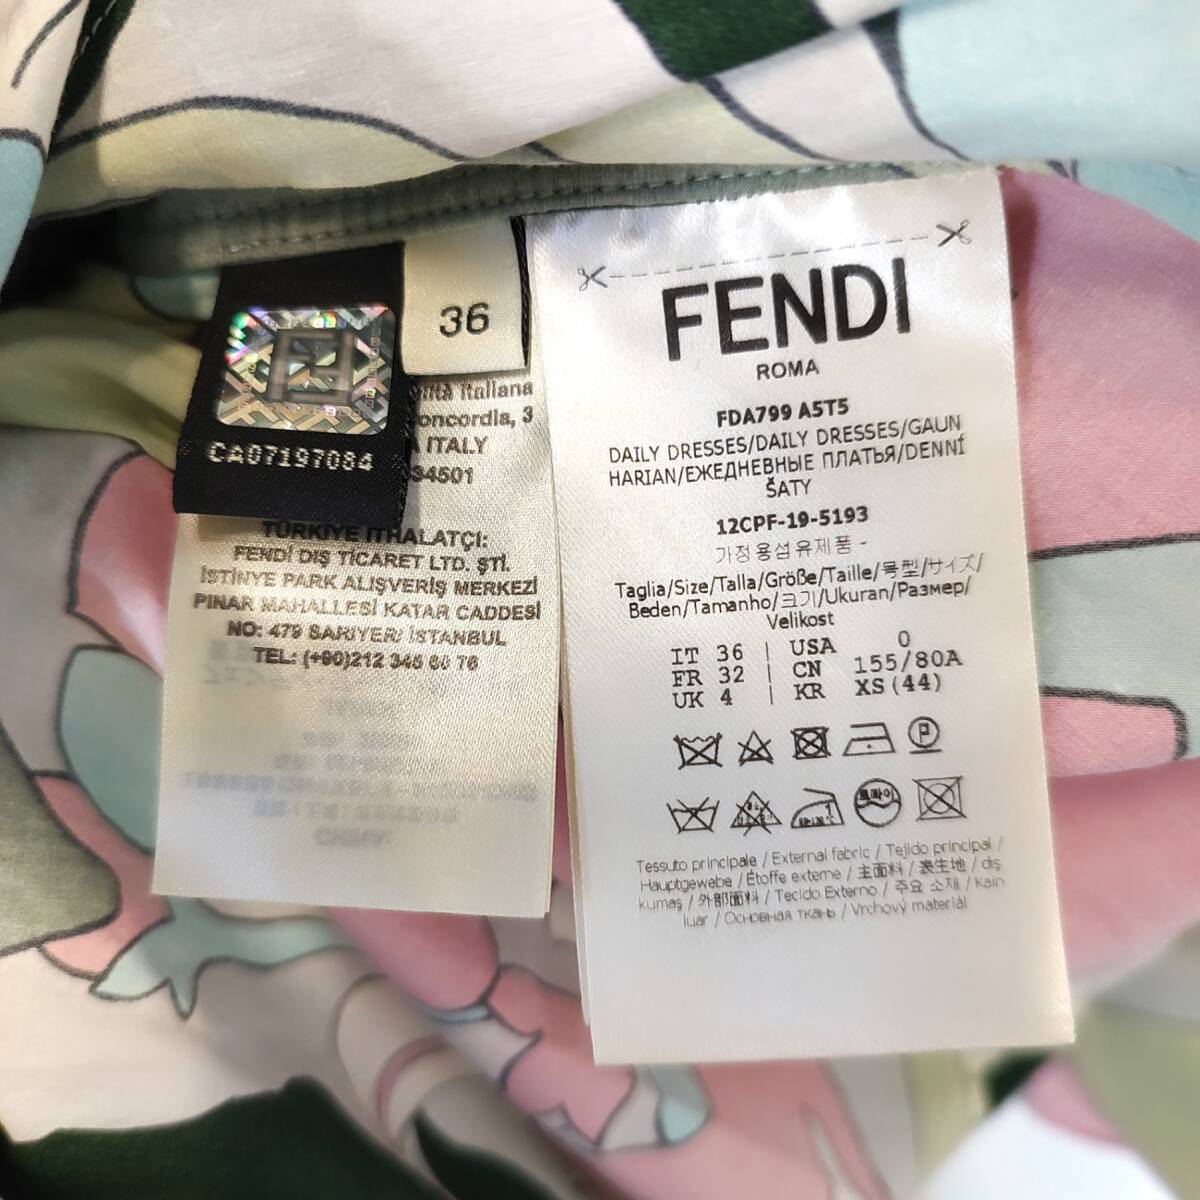 36
CA07197084
Italiana
oncordia, 3
ITALY
34501
TÜRKİYE İTHALATÇI:
FENDİ DIŞ TİCARET LTD. ŞTİ.
İSTİNYE PARK ALIŞVERİŞ MERKEZİ
PINAR MAHALLESİ KATAR CADDESİ
NO: 479 SARIYER/ İSTANBUL
TEL: (+90)212 345 60 76
FENDI
ROMA
FDA799 A5T5
DAILY DRESSES/DAILY DRESSES/GAUN
HARIAN/ЕЖЕДНЕВНЫЕ ПЛАТЬЯ/DENNÍ
ŠATY
12CPF-19-5193
가정용섬유제품 -
Taglia/Size/Talla/Größe/Taille/号型/サイズ/
Beden/Tamanho/크기/Ukuran/Размер/
Velikost
IT 36 | USA 0
FR 32 | CN 155/80A
UK 4 | KR XS(44)
P
Tessuto principale / External fabric / Tejido principal /
Hauptgewebe / Étoffe externe / 主面料 / 表生地 / dış
kumaş / 外部面料 / Tecido Externo / 주요 소재 / Kain
luar / Основная ткань / Vrchový materiál